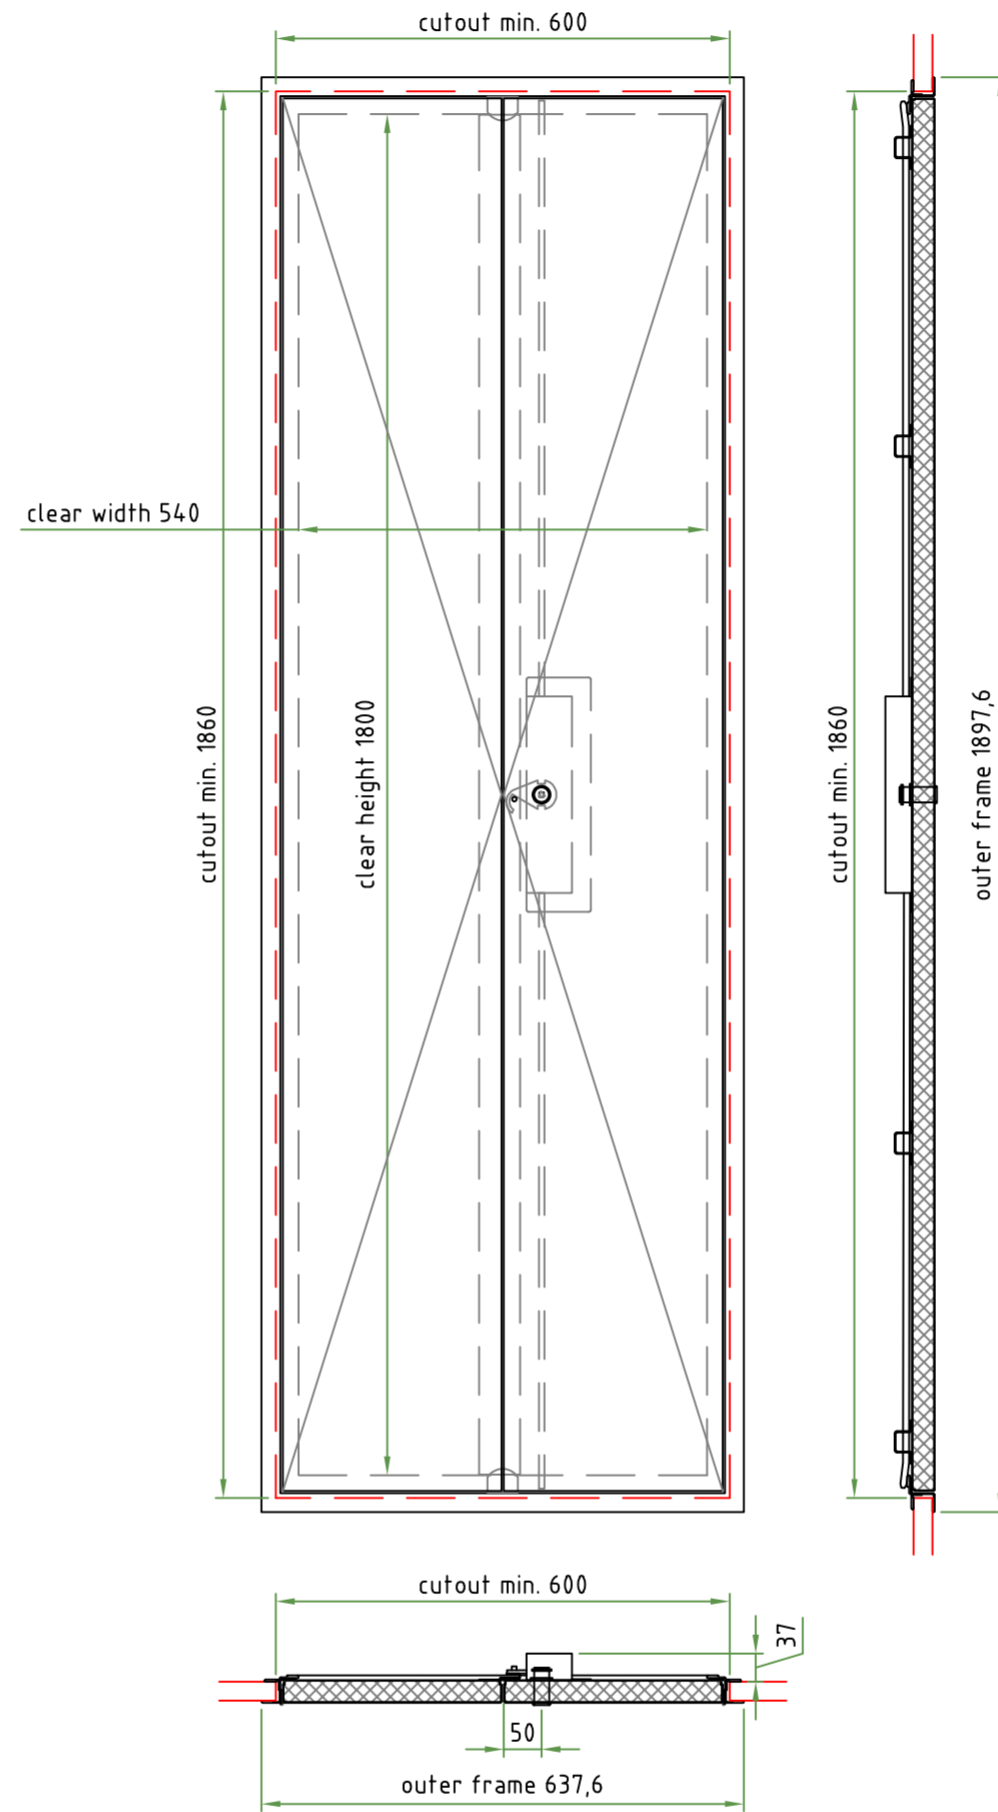 cutout min. 600
clear width 540
cutout min. 1860
clear height 1800
cutout min. 1860
outer frame 1897,6
cutout min. 600
37
50
outer frame 637,6